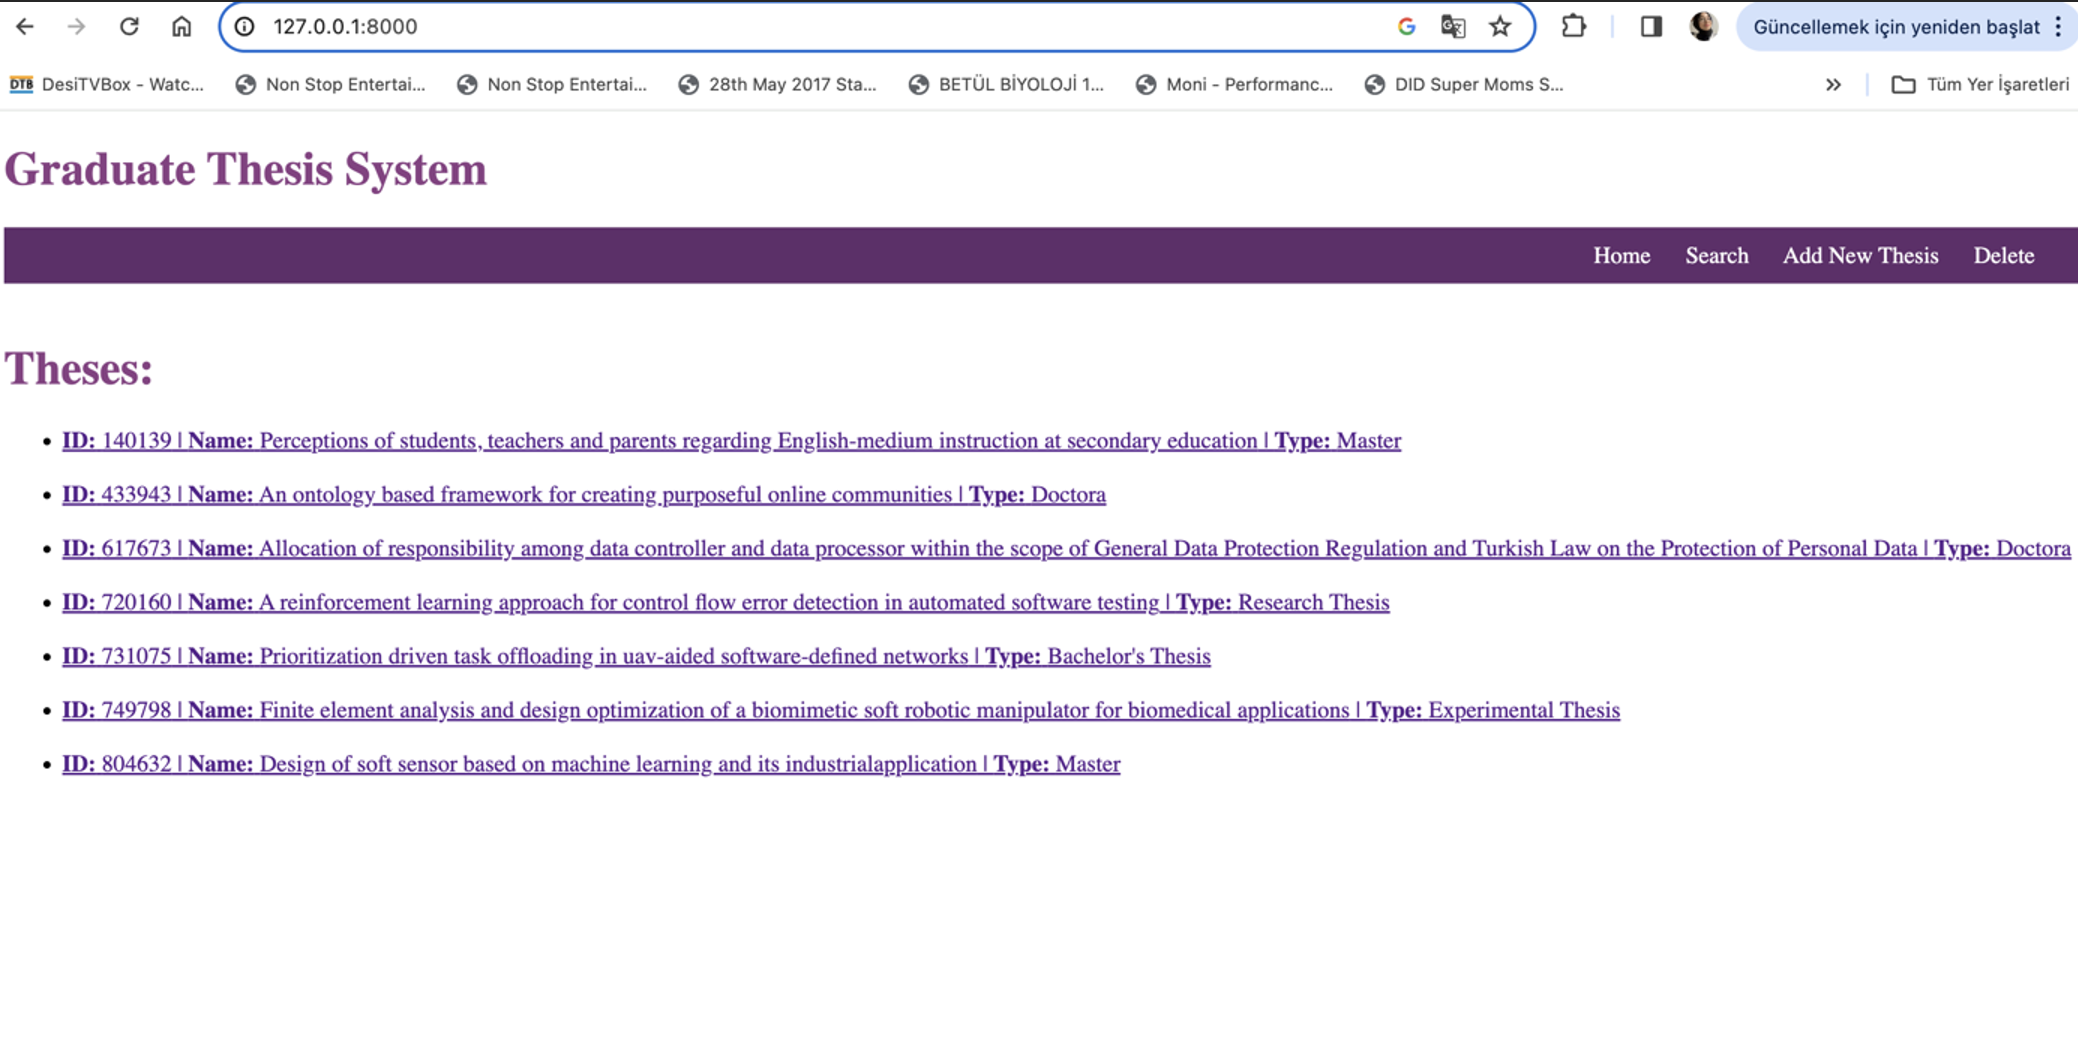 127.0.0.1:8000 Güncellemek için yeniden başlat
DTB DesiTVBox - Watc... Non Stop Entertai... Non Stop Entertai... 28th May 2017 Sta... BETÜL BİYOLOJİ 1... Moni - Performanc... DID Super Moms S... » Tüm Yer İşaretleri
Graduate Thesis System
Home Search Add New Thesis Delete
Theses:
• ID: 140139 | Name: Perceptions of students, teachers and parents regarding English-medium instruction at secondary education | Type: Master
• ID: 433943 | Name: An ontology based framework for creating purposeful online communities | Type: Doctora
• ID: 617673 | Name: Allocation of responsibility among data controller and data processor within the scope of General Data Protection Regulation and Turkish Law on the Protection of Personal Data | Type: Doctora
• ID: 720160 | Name: A reinforcement learning approach for control flow error detection in automated software testing | Type: Research Thesis
• ID: 731075 | Name: Prioritization driven task offloading in uav-aided software-defined networks | Type: Bachelor's Thesis
• ID: 749798 | Name: Finite element analysis and design optimization of a biomimetic soft robotic manipulator for biomedical applications | Type: Experimental Thesis
• ID: 804632 | Name: Design of soft sensor based on machine learning and its industrialapplication | Type: Master